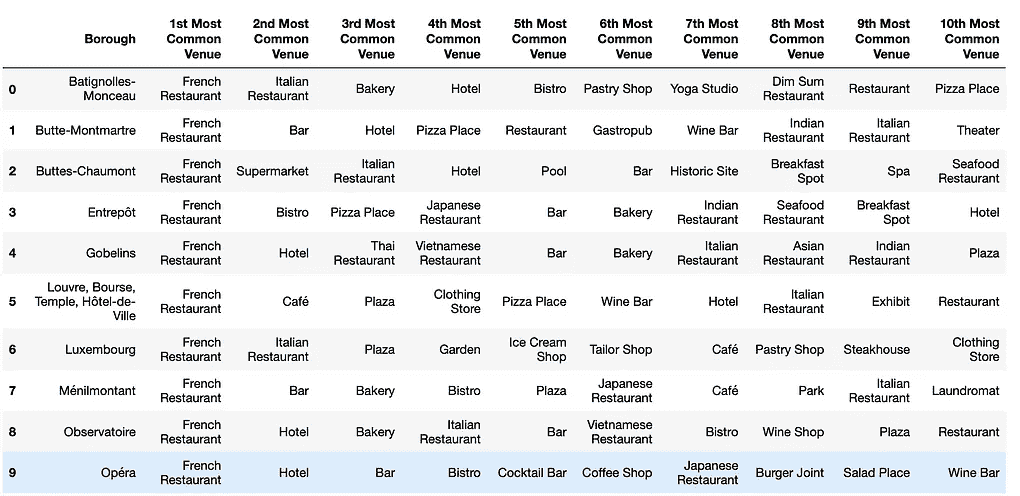 Borough 1st Most Common Venue 2nd Most Common Venue 3rd Most Common Venue 4th Most Common Venue 5th Most Common Venue 6th Most Common Venue 7th Most Common Venue 8th Most Common Venue 9th Most Common Venue 10th Most Common Venue
0 Batignolles-Monceau French Restaurant Italian Restaurant Bakery Hotel Bistro Pastry Shop Yoga Studio Dim Sum Restaurant Restaurant Pizza Place
1 Butte-Montmartre French Restaurant Bar Hotel Pizza Place Restaurant Gastropub Wine Bar Indian Restaurant Italian Restaurant Theater
2 Buttes-Chaumont French Restaurant Supermarket Italian Restaurant Hotel Pool Bar Historic Site Breakfast Spot Spa Seafood Restaurant
3 Entrepôt French Restaurant Bistro Pizza Place Japanese Restaurant Bar Bakery Indian Restaurant Seafood Restaurant Breakfast Spot Hotel
4 Gobelins French Restaurant Hotel Thai Restaurant Vietnamese Restaurant Bar Bakery Italian Restaurant Asian Restaurant Indian Restaurant Plaza
5 Louvre, Bourse, Temple, Hôtel-de-Ville French Restaurant Café Plaza Clothing Store Pizza Place Wine Bar Hotel Italian Restaurant Exhibit Restaurant
6 Luxembourg French Restaurant Italian Restaurant Plaza Garden Ice Cream Shop Tailor Shop Café Pastry Shop Steakhouse Clothing Store
7 Ménilmontant French Restaurant Bar Bakery Bistro Plaza Japanese Restaurant Café Park Italian Restaurant Laundromat
8 Observatoire French Restaurant Hotel Bakery Italian Restaurant Bar Vietnamese Restaurant Bistro Wine Shop Plaza Restaurant
9 Opéra French Restaurant Hotel Bar Bistro Cocktail Bar Coffee Shop Japanese Restaurant Burger Joint Salad Place Wine Bar